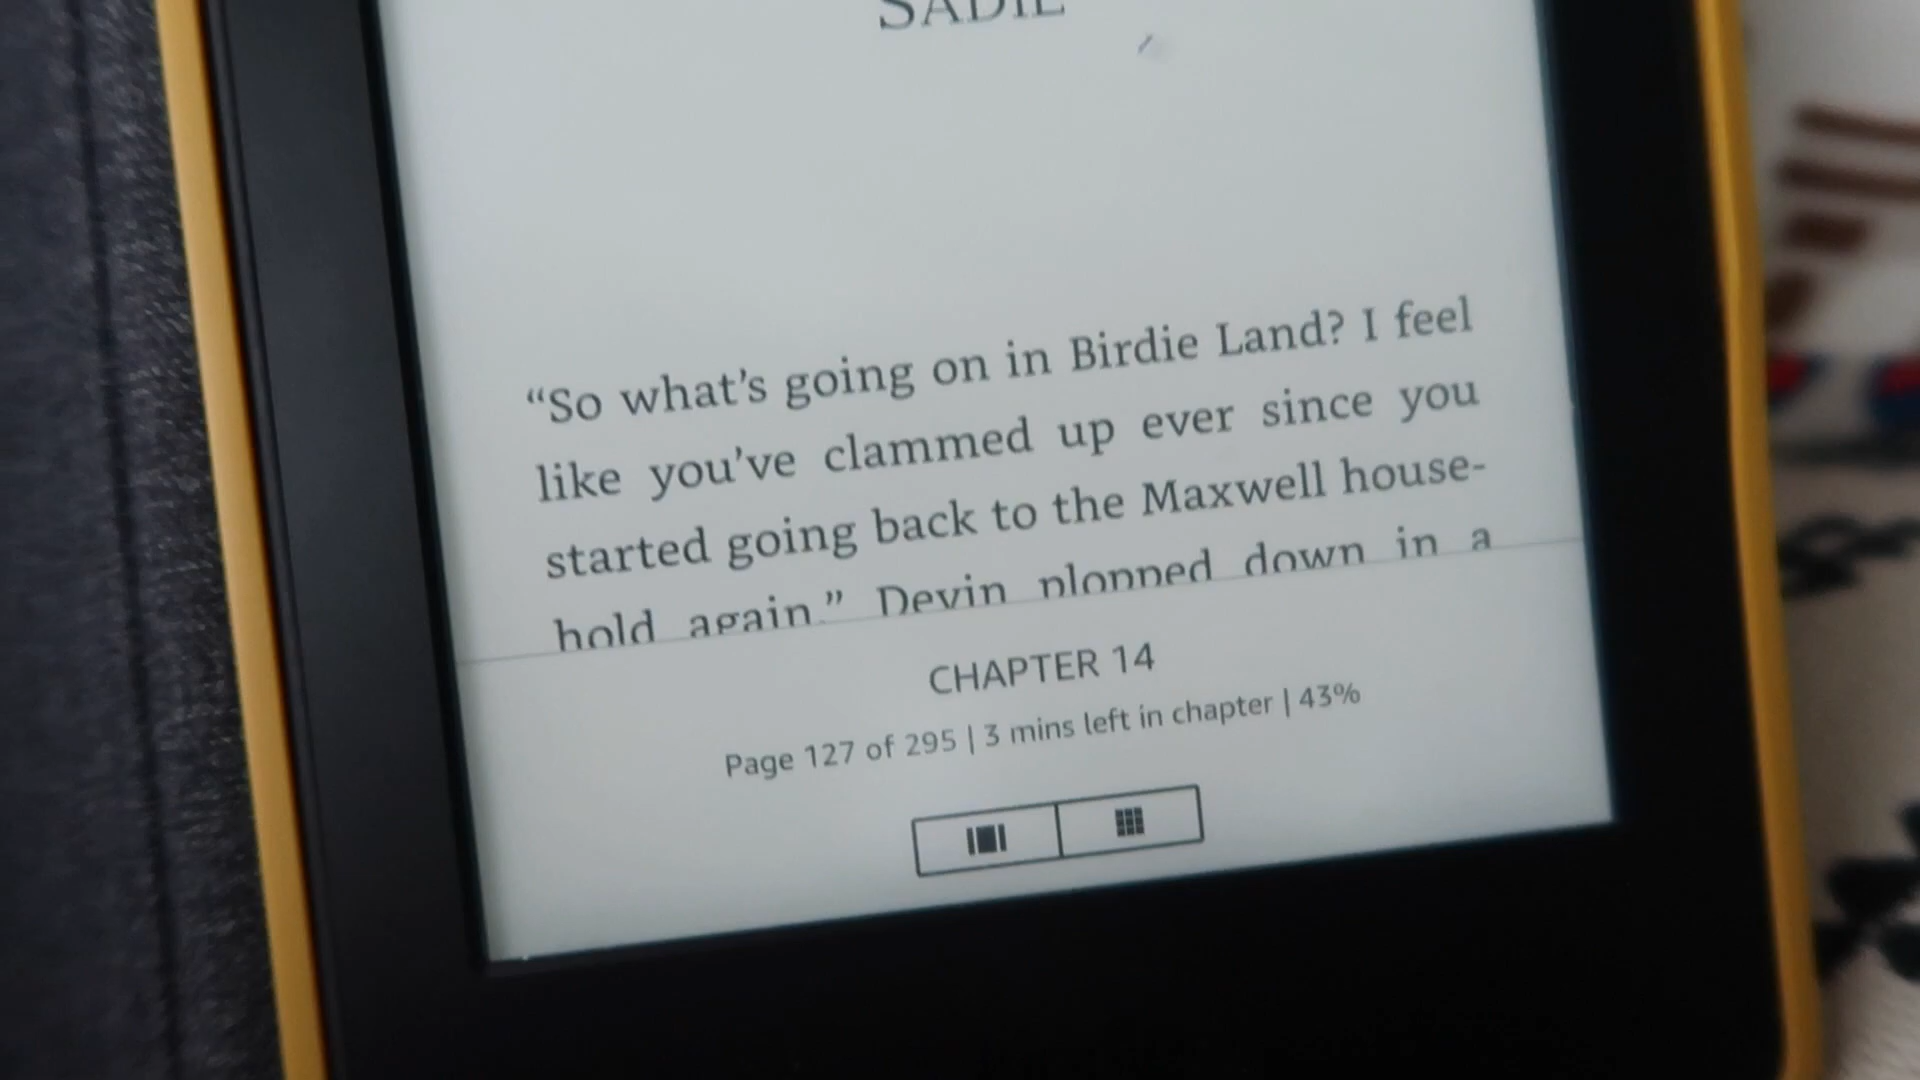 SADIE
“So what’s going on in Birdie Land? I feel
like you’ve clammed up ever since you
started going back to the Maxwell house-
hold again.” Devin plopped down in a
CHAPTER 14
Page 127 of 295 | 3 mins left in chapter | 43%